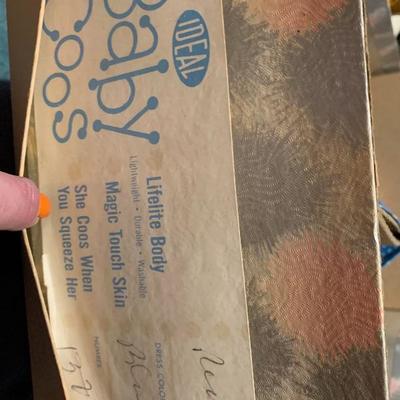 IDEAL
Baby
Coos
Lifelite Body
Lightweight • Durable • Washable
Magic Touch Skin
She Coos When
You Squeeze Her
DRESS COLOR
NUMBER